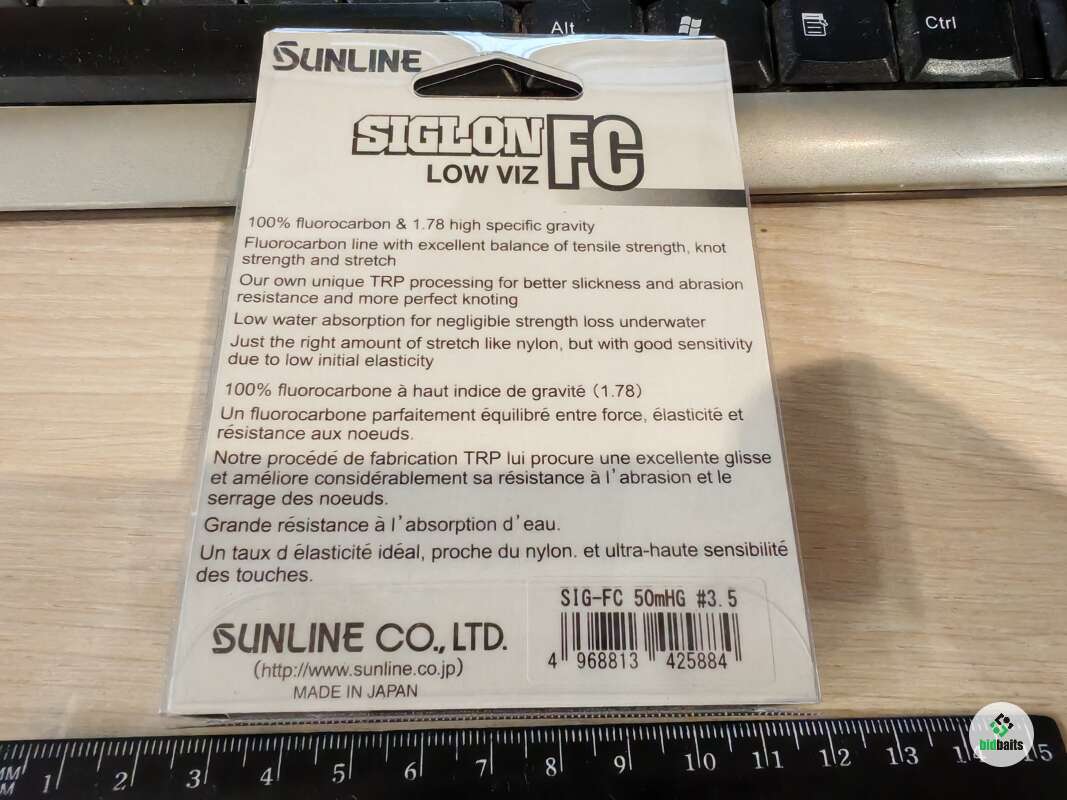 Alt
Ctrl
SUNLINE
SIGLON FC
LOW VIZ
100% fluorocarbon & 1.78 high specific gravity
Fluorocarbon line with excellent balance of tensile strength, knot
strength and stretch
Our own unique TRP processing for better slickness and abrasion
resistance and more perfect knoting
Low water absorption for negligible strength loss underwater
Just the right amount of stretch like nylon, but with good sensitivity
due to low initial elasticity
100% fluorocarbone à haut indice de gravité (1.78)
Un fluorocarbone parfaitement équilibré entre force, élasticité et
résistance aux noeuds.
Notre procédé de fabrication TRP lui procure une excellente glisse
et améliore considérablement sa résistance à l'abrasion et le
serrage des noeuds.
Grande résistance à l'absorption d'eau.
Un taux d élasticité idéal, proche du nylon. et ultra-haute sensibilité
des touches.
SIG-FC 50mHG #3.5
4 968813 425884
SUNLINE CO., LTD.
(http://www.sunline.co.jp)
MADE IN JAPAN
bidbaits
1 2 3 4 5 6 7 8 9 10 11 12 13 15